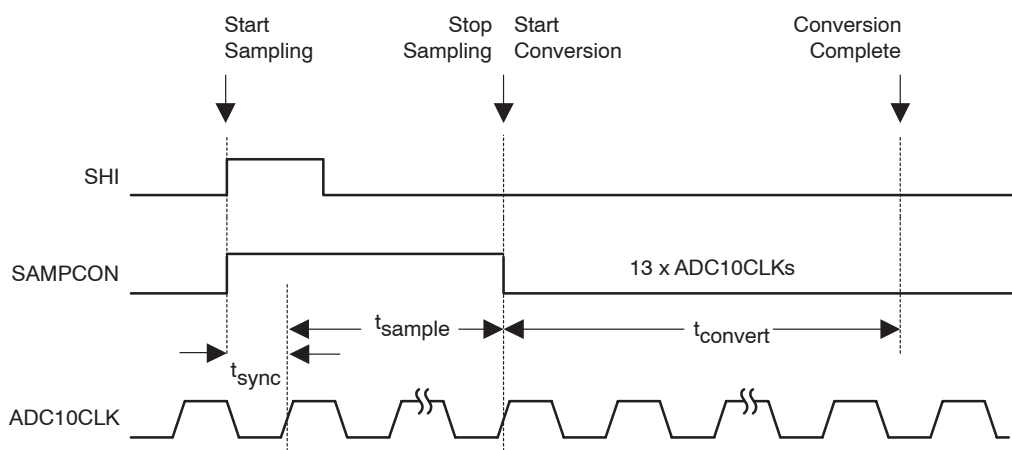 Start
Sampling
Stop
Sampling
Start
Conversion
Conversion
Complete
SHI
SAMPCON
13 x ADC10CLKs
tsample
tconvert
tsync
ADC10CLK